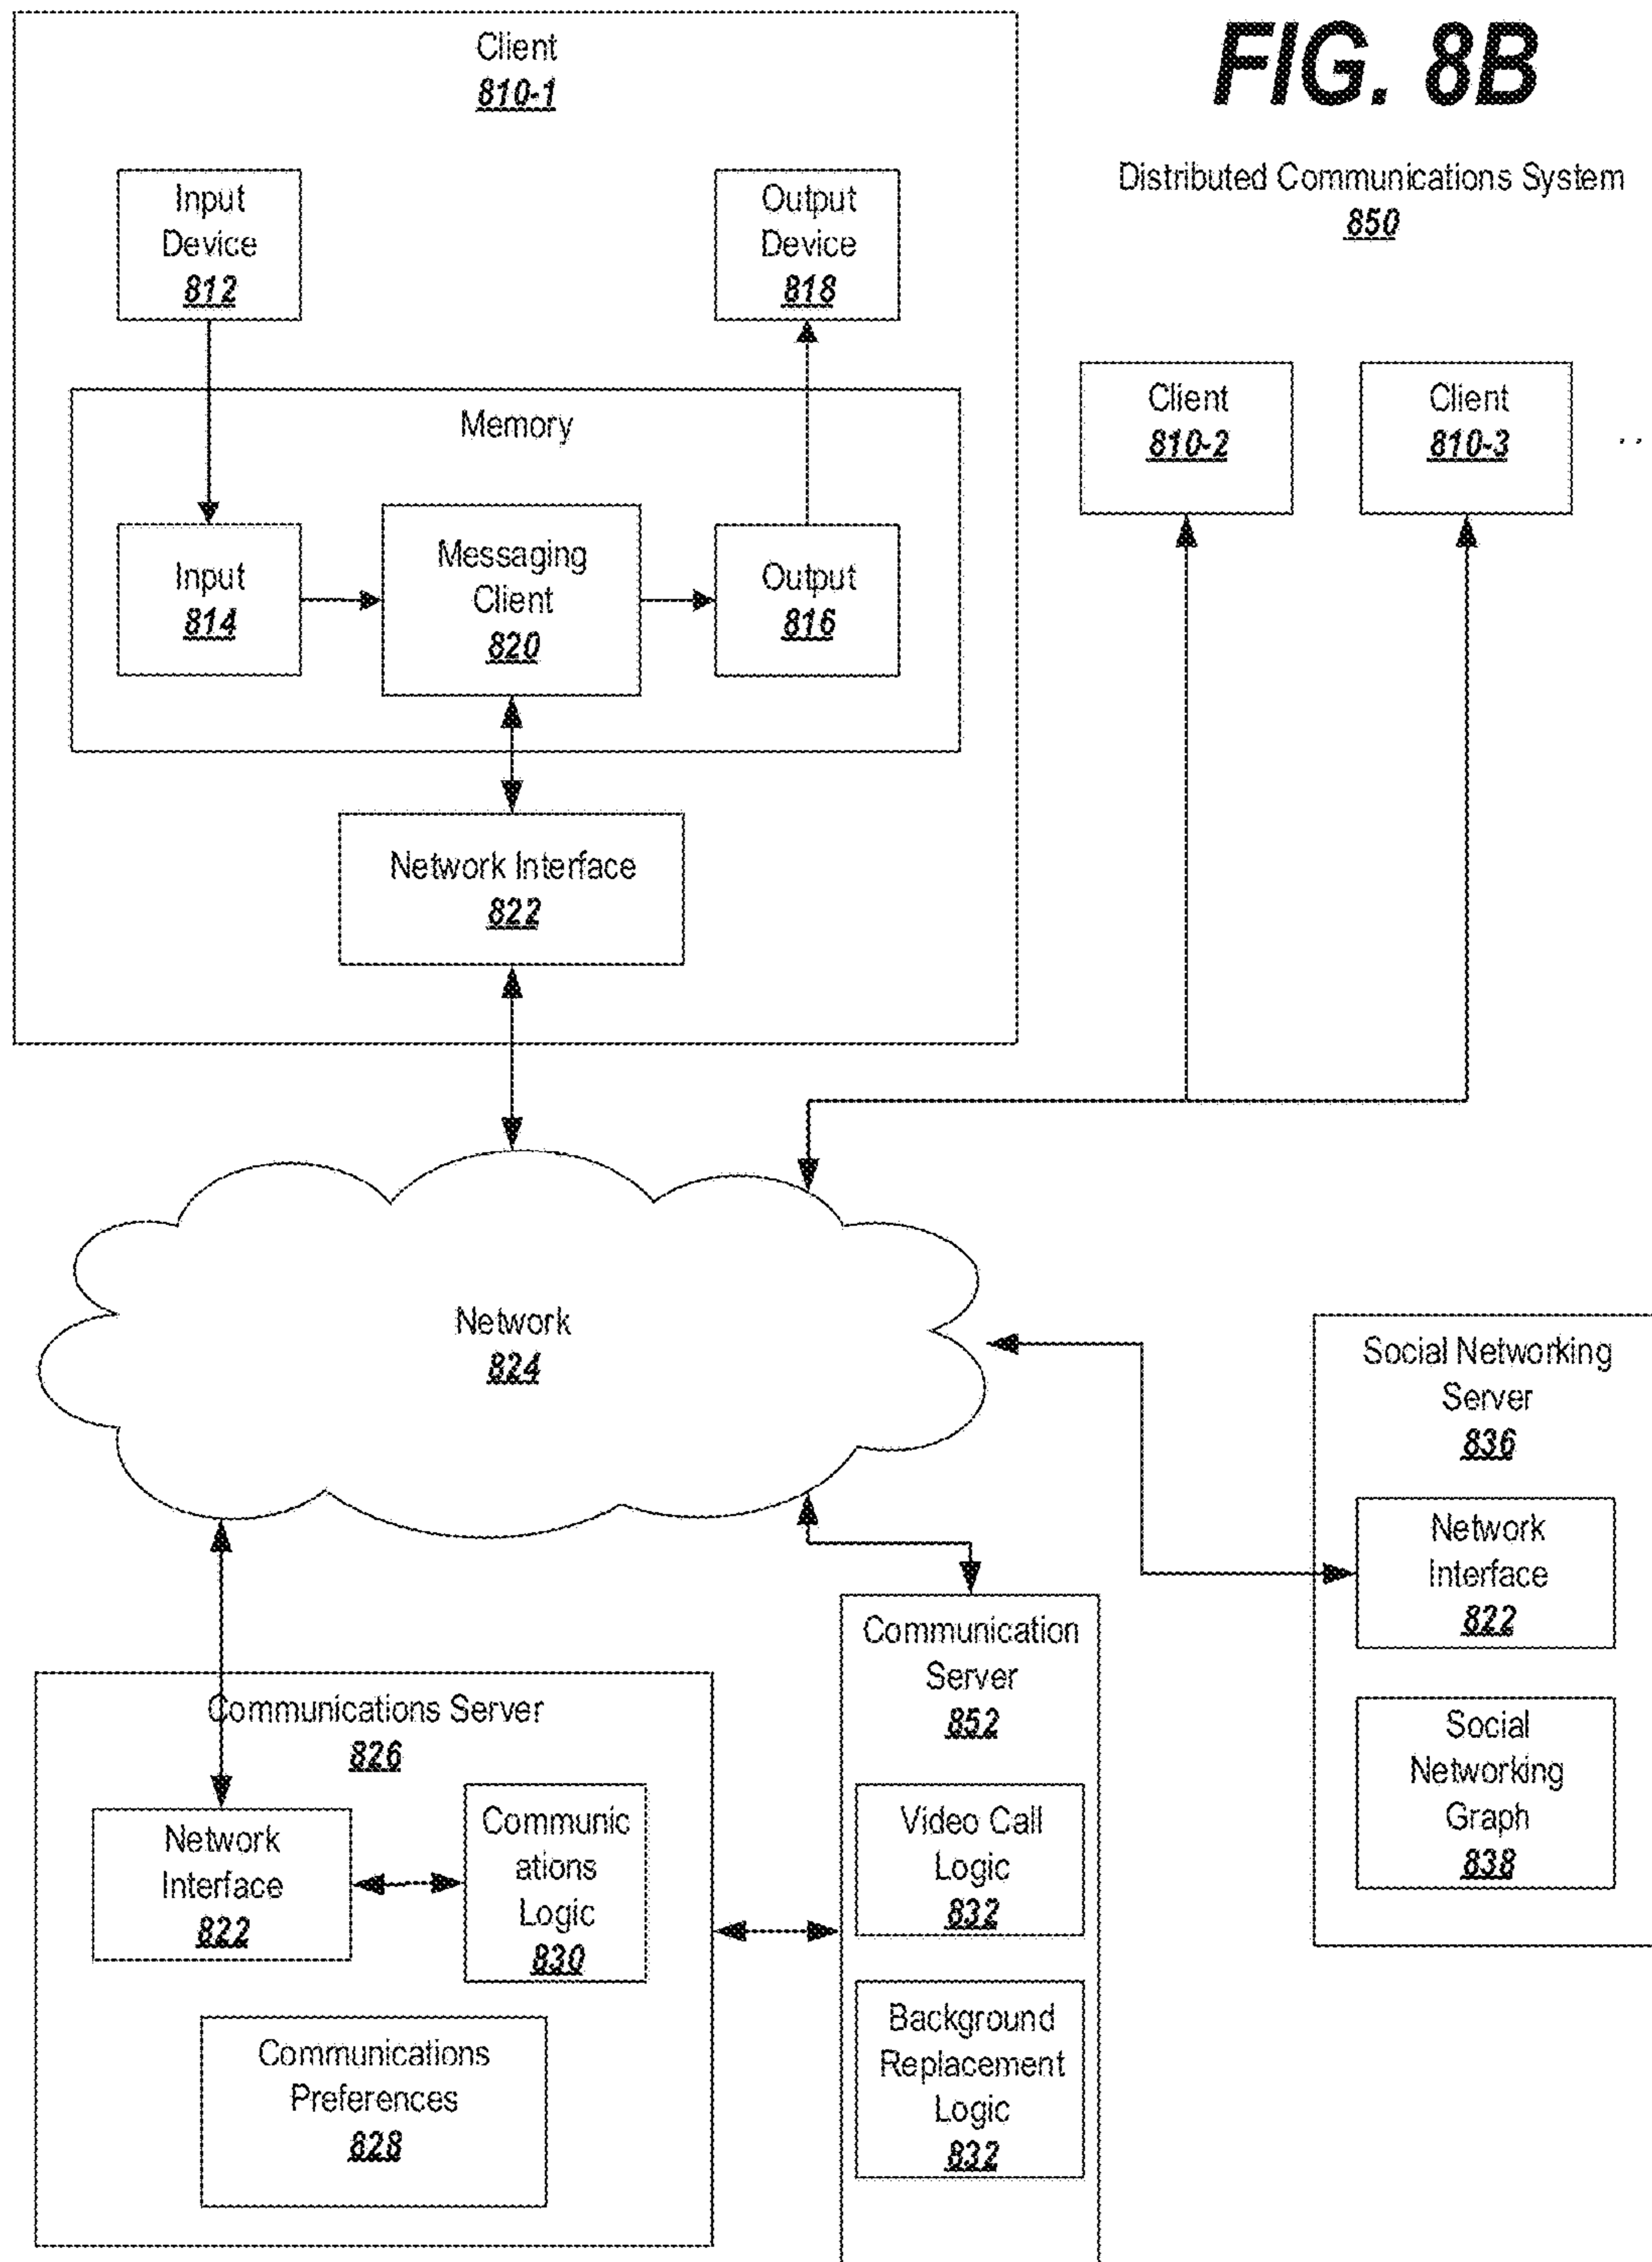 FIG. 8B
Distributed Communications System
850
Client
810-1
Input
Device
812
Output
Device
818
Memory
Input
814
Messaging
Client
820
Output
816
Network Interface
822
Client
810-2
Client
810-3
..
Network
824
Social Networking
Server
836
Network
Interface
822
Social
Networking
Graph
838
Communications Server
826
Network
Interface
822
Communic
ations
Logic
830
Communications
Preferences
828
Communication
Server
852
Video Call
Logic
832
Background
Replacement
Logic
832